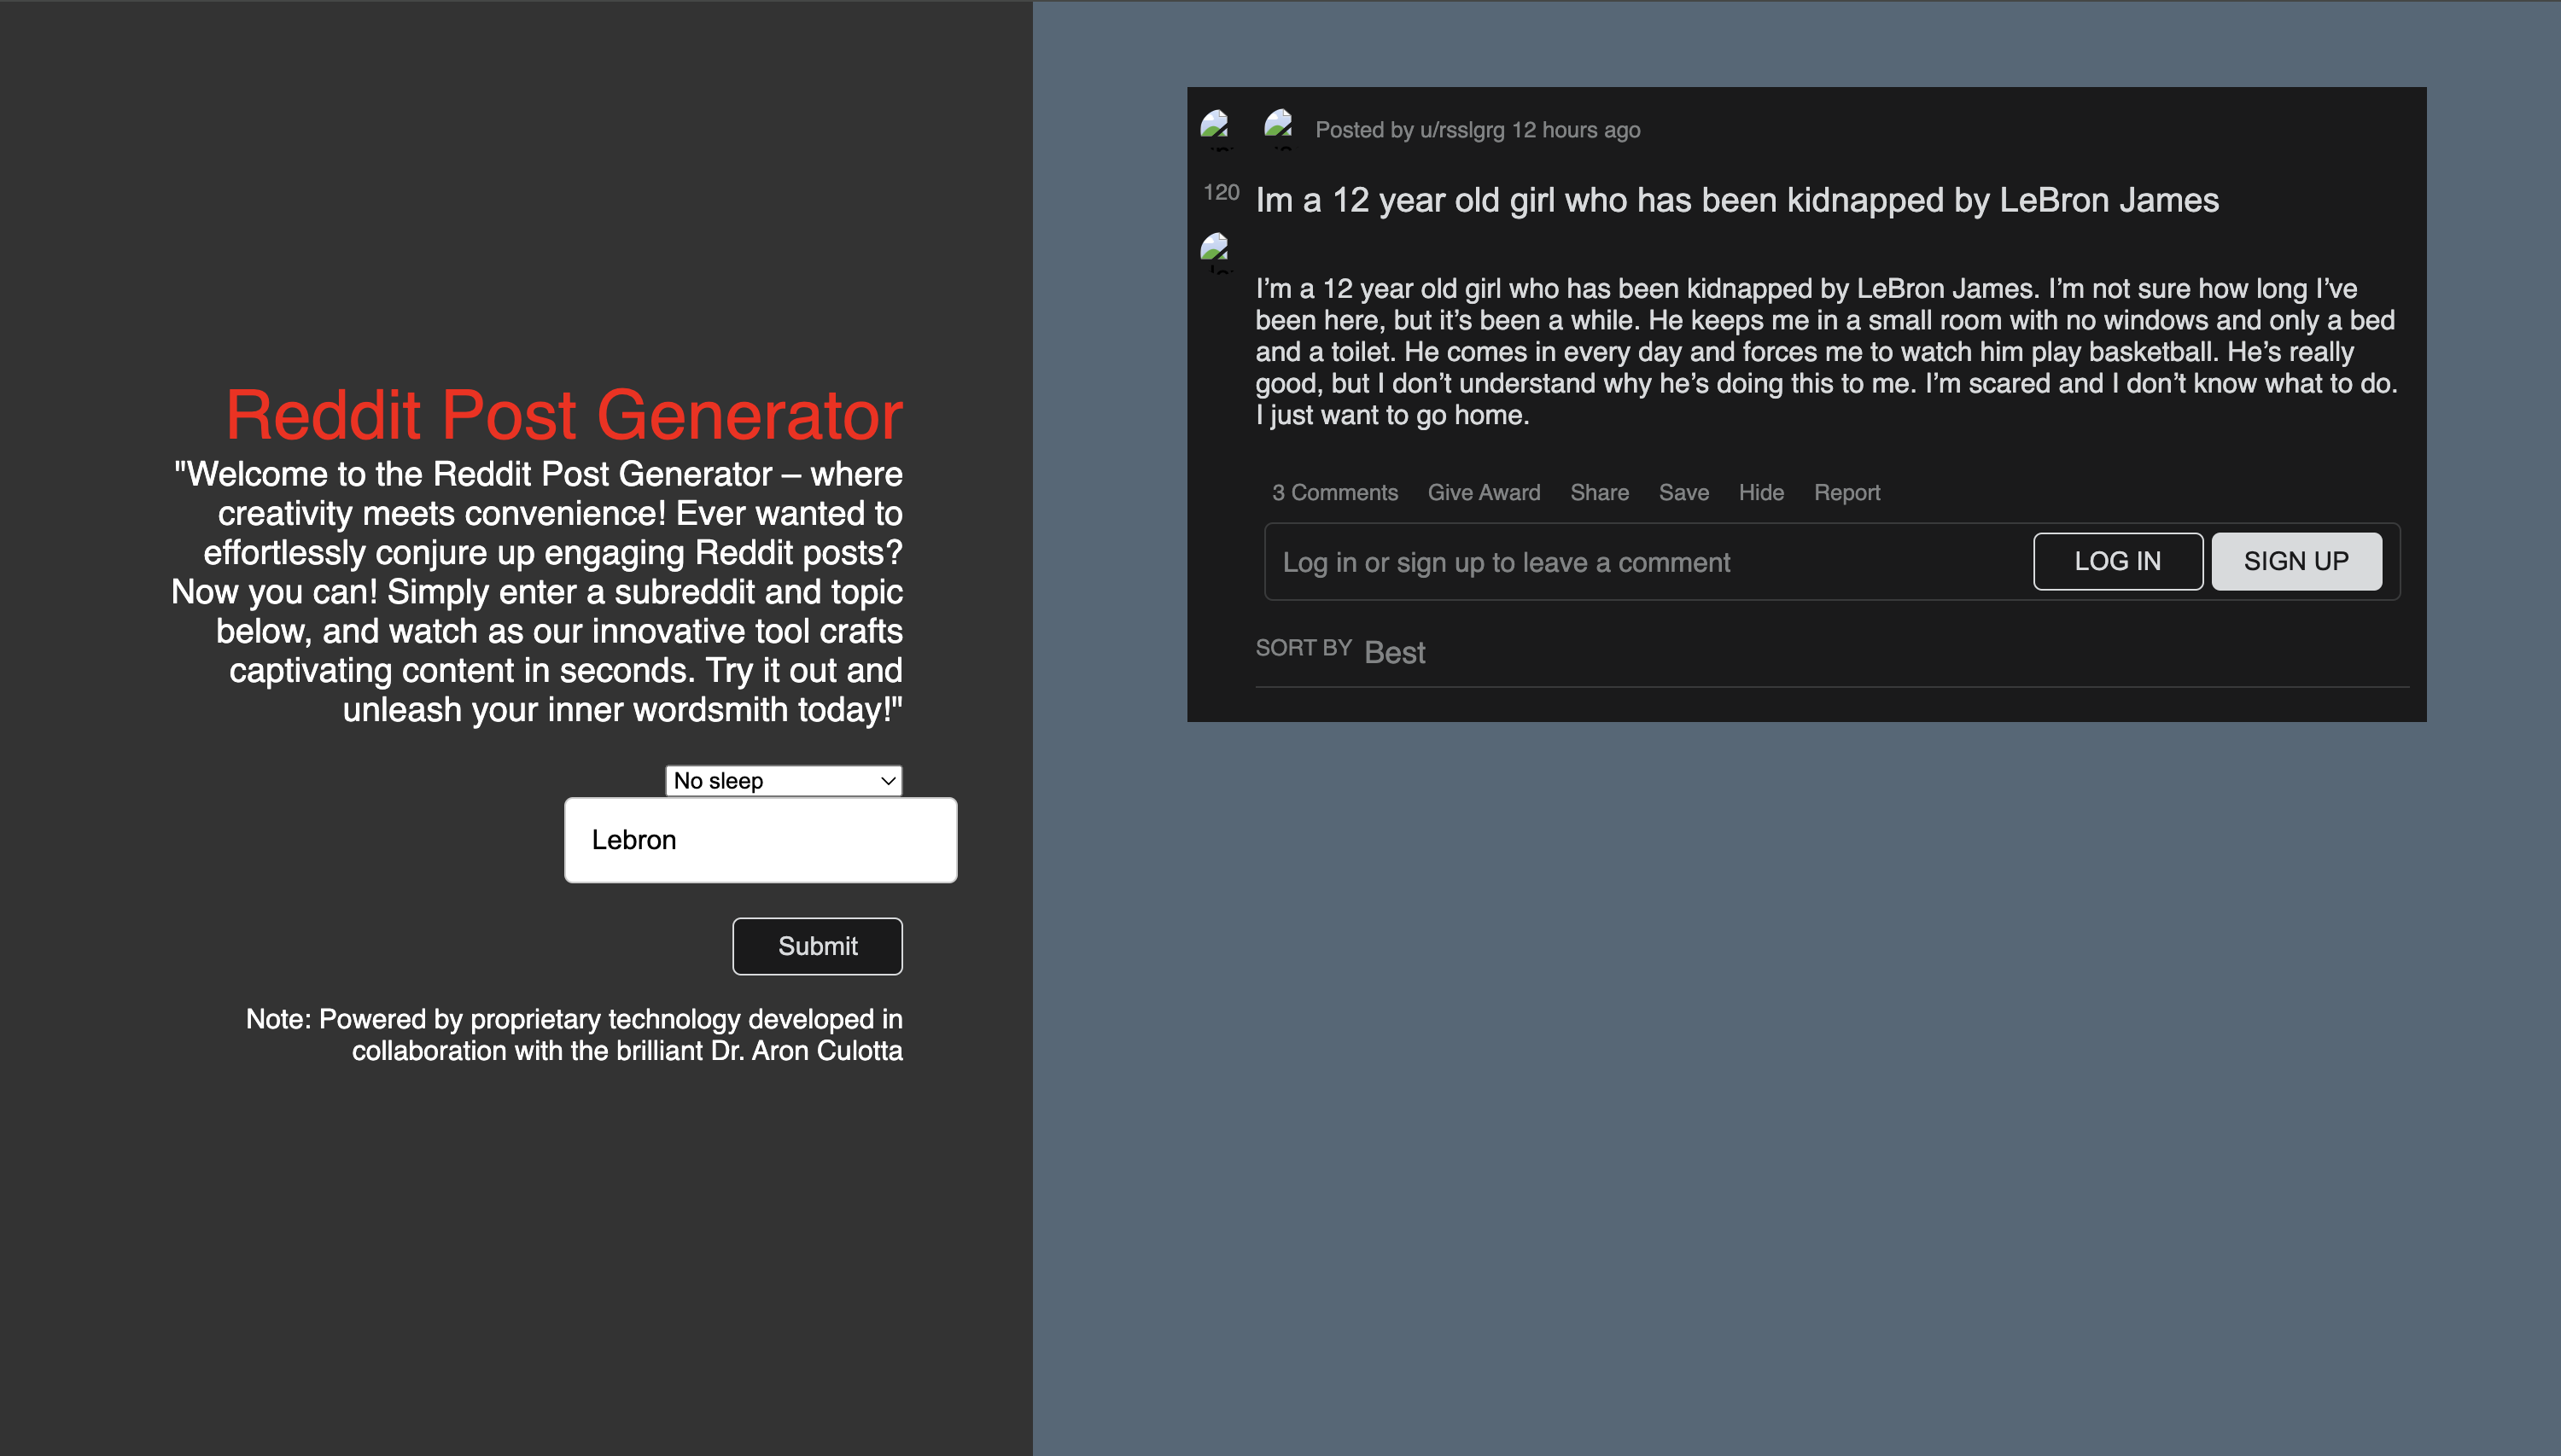 Reddit Post Generator
"Welcome to the Reddit Post Generator – where
creativity meets convenience! Ever wanted to
effortlessly conjure up engaging Reddit posts?
Now you can! Simply enter a subreddit and topic
below, and watch as our innovative tool crafts
captivating content in seconds. Try it out and
unleash your inner wordsmith today!"
No sleep
Lebron
Submit
Note: Powered by proprietary technology developed in
collaboration with the brilliant Dr. Aron Culotta
Posted by u/rsslgrg 12 hours ago
120
Im a 12 year old girl who has been kidnapped by LeBron James
I’m a 12 year old girl who has been kidnapped by LeBron James. I’m not sure how long I’ve
been here, but it’s been a while. He keeps me in a small room with no windows and only a bed
and a toilet. He comes in every day and forces me to watch him play basketball. He’s really
good, but I don’t understand why he’s doing this to me. I’m scared and I don’t know what to do.
I just want to go home.
3 Comments Give Award Share Save Hide Report
Log in or sign up to leave a comment LOG IN SIGN UP
SORT BY Best